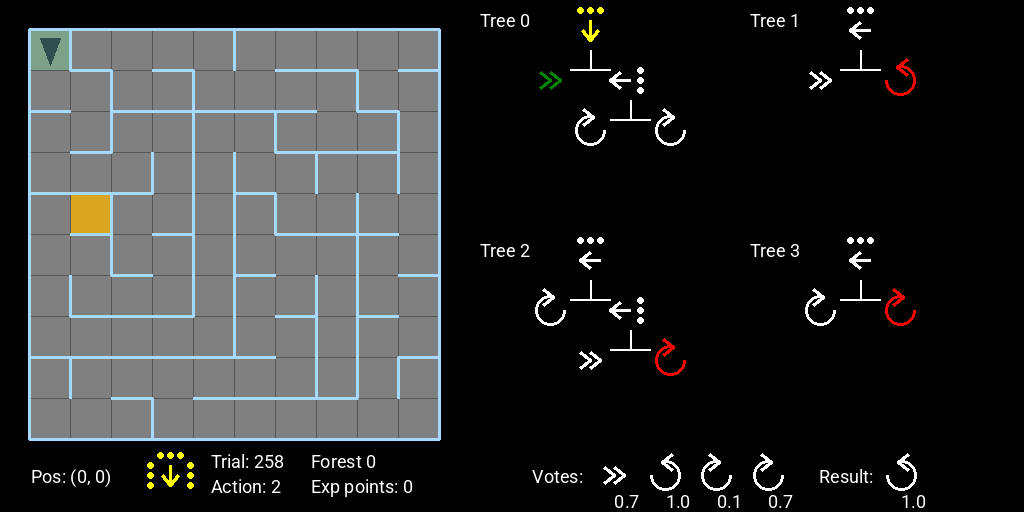 Tree 0
Tree 1
Tree 2
Tree 3
Pos: (0, 0)
Trial: 258
Forest 0
Action: 2
Exp points: 0
Votes:
Result:
0.7
1.0
0.1
0.7
1.0